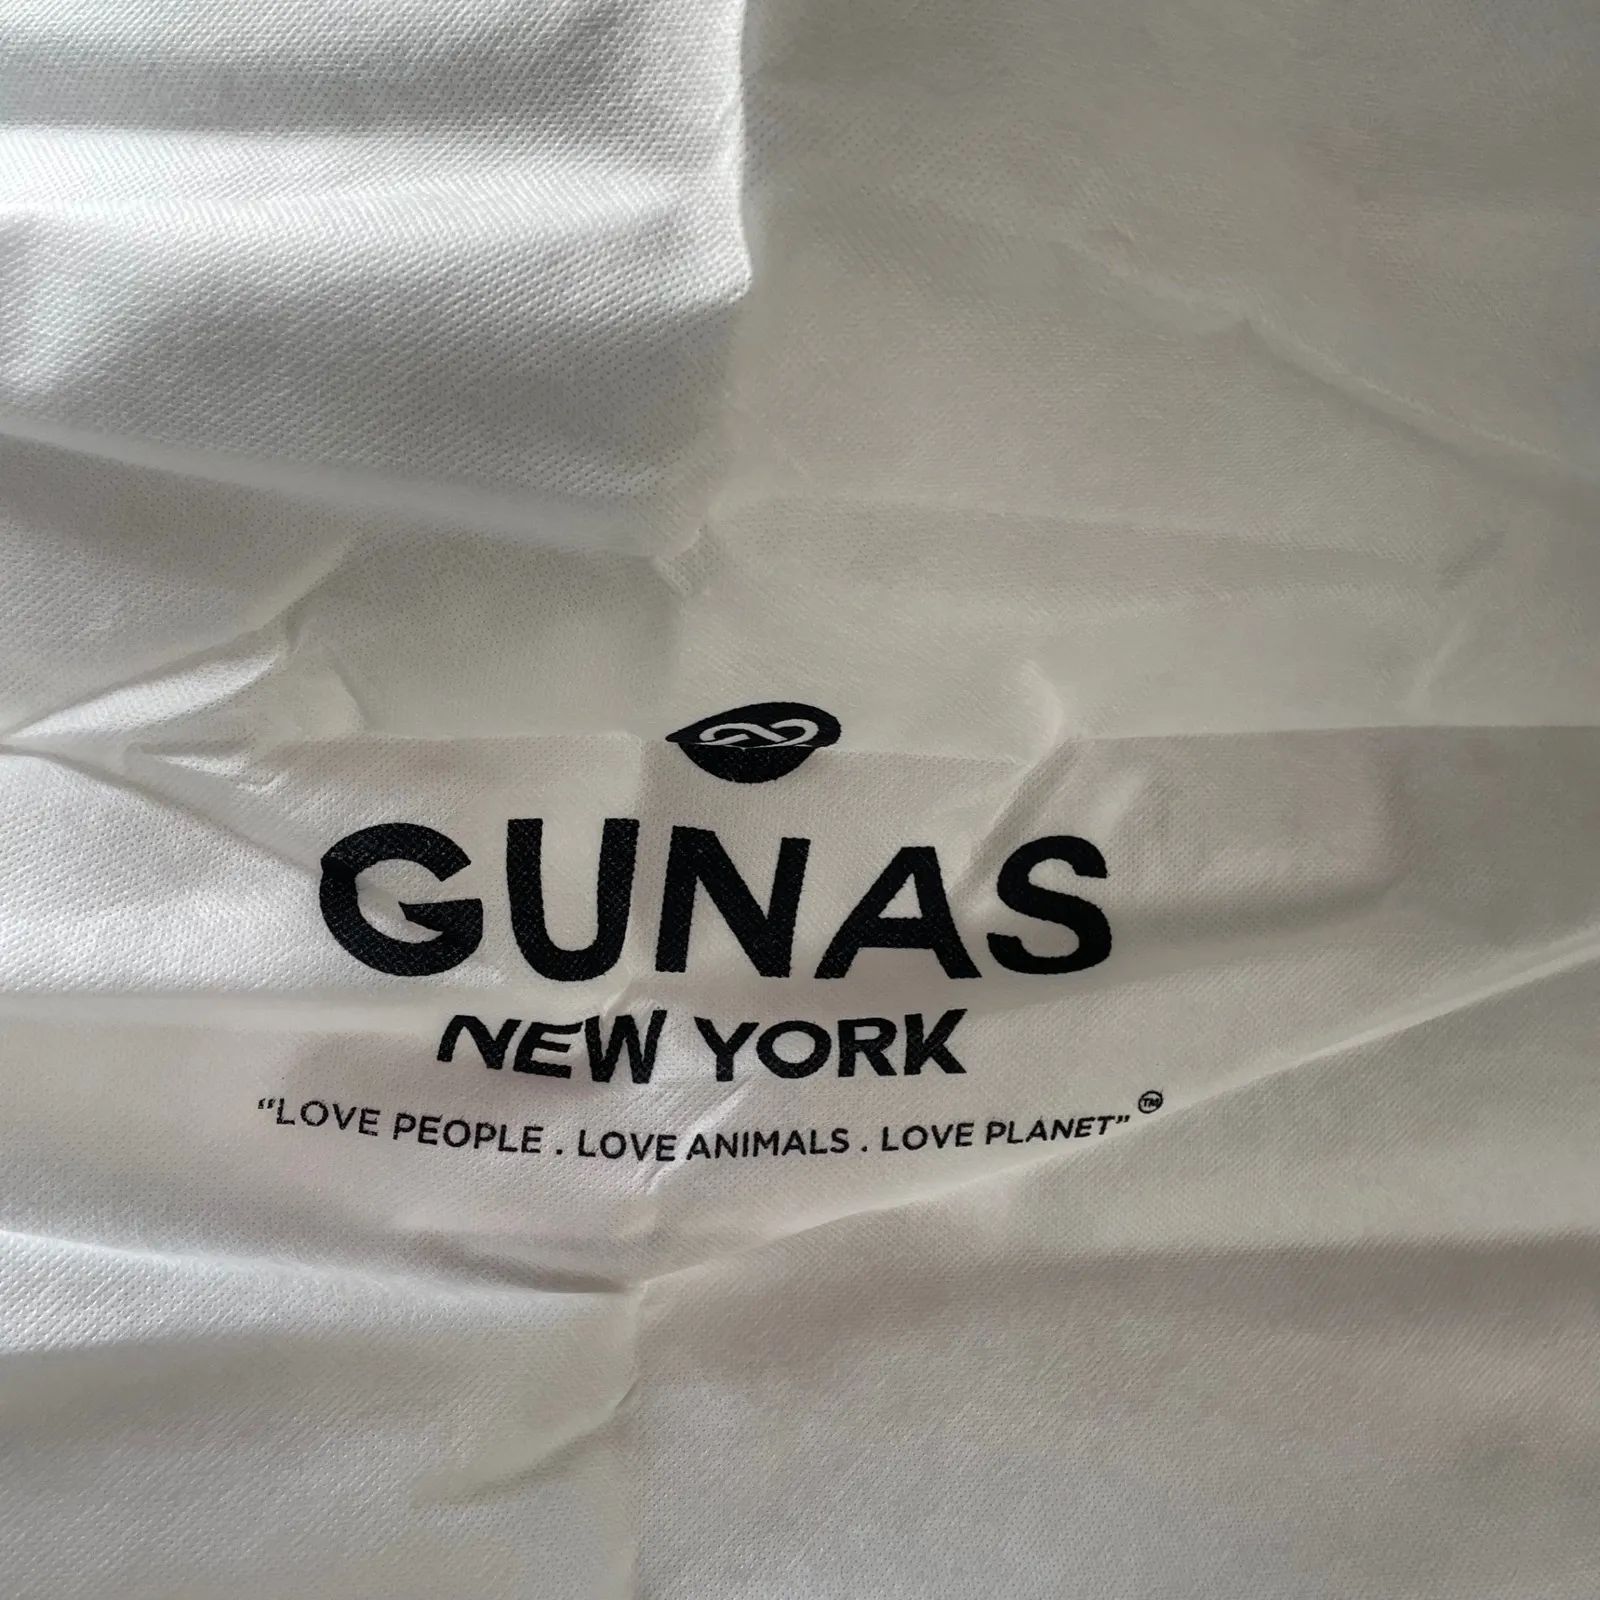 GUNAS
NEW YORK
"LOVE PEOPLE . LOVE ANIMALS . LOVE PLANET" TM